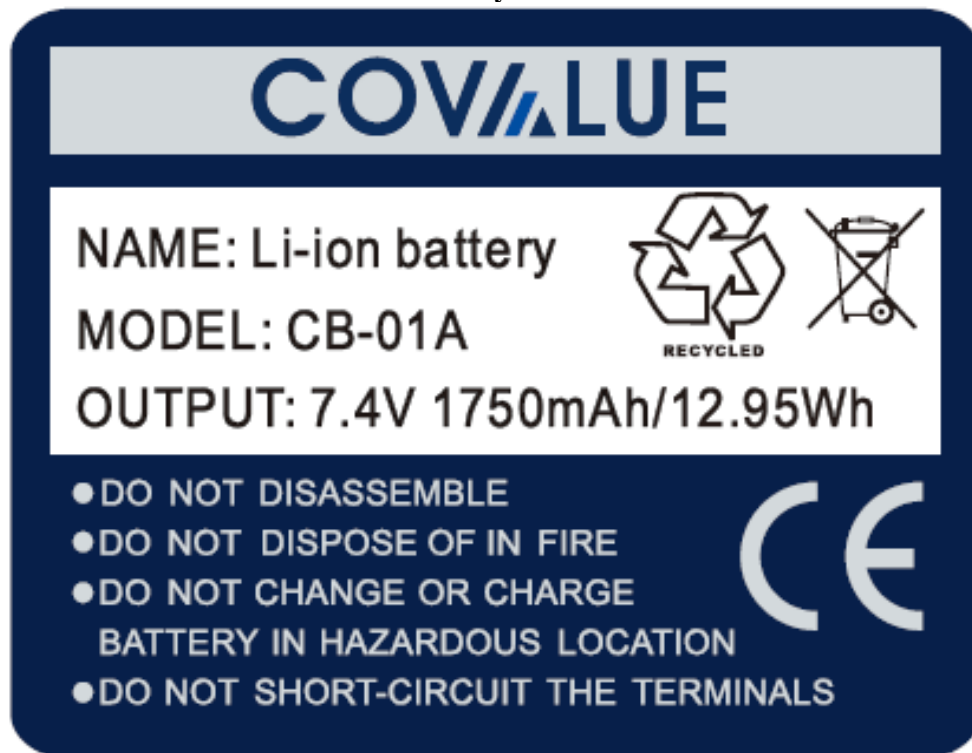 COVALUE
NAME: Li-ion battery
MODEL: CB-01A
RECYCLED
OUTPUT: 7.4V 1750mAh/12.95Wh
●DO NOT DISASSEMBLE
●DO NOT DISPOSE OF IN FIRE
●DO NOT CHANGE OR CHARGE
BATTERY IN HAZARDOUS LOCATION
●DO NOT SHORT-CIRCUIT THE TERMINALS
CE